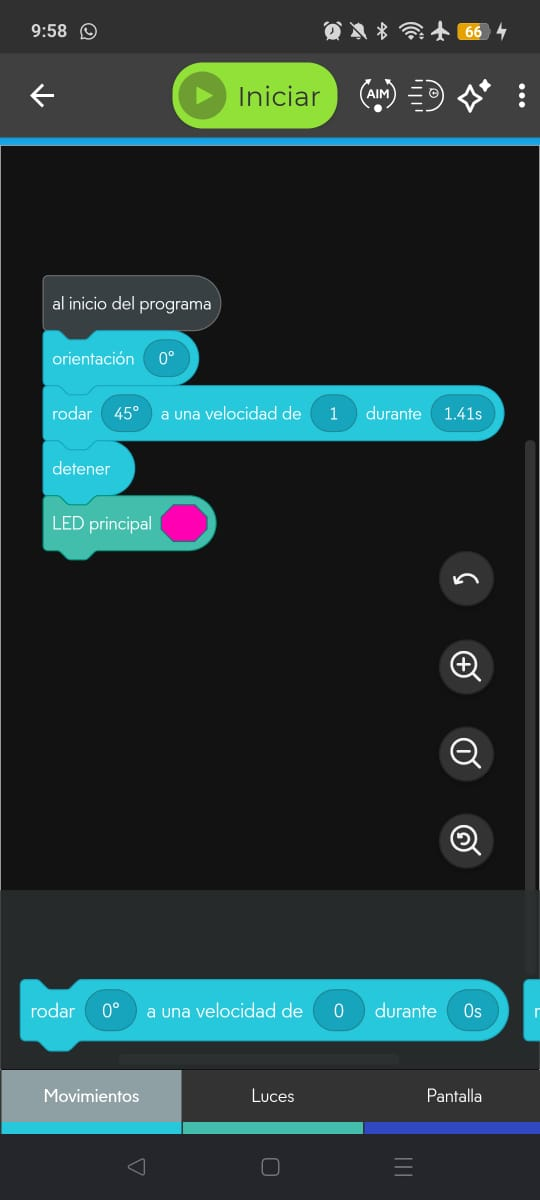 9:58
66
Iniciar
AIM
al inicio del programa
orientación 0°
rodar 45° a una velocidad de 1 durante 1.41s
detener
LED principal
rodar 0° a una velocidad de 0 durante 0s
Movimientos
Luces
Pantalla